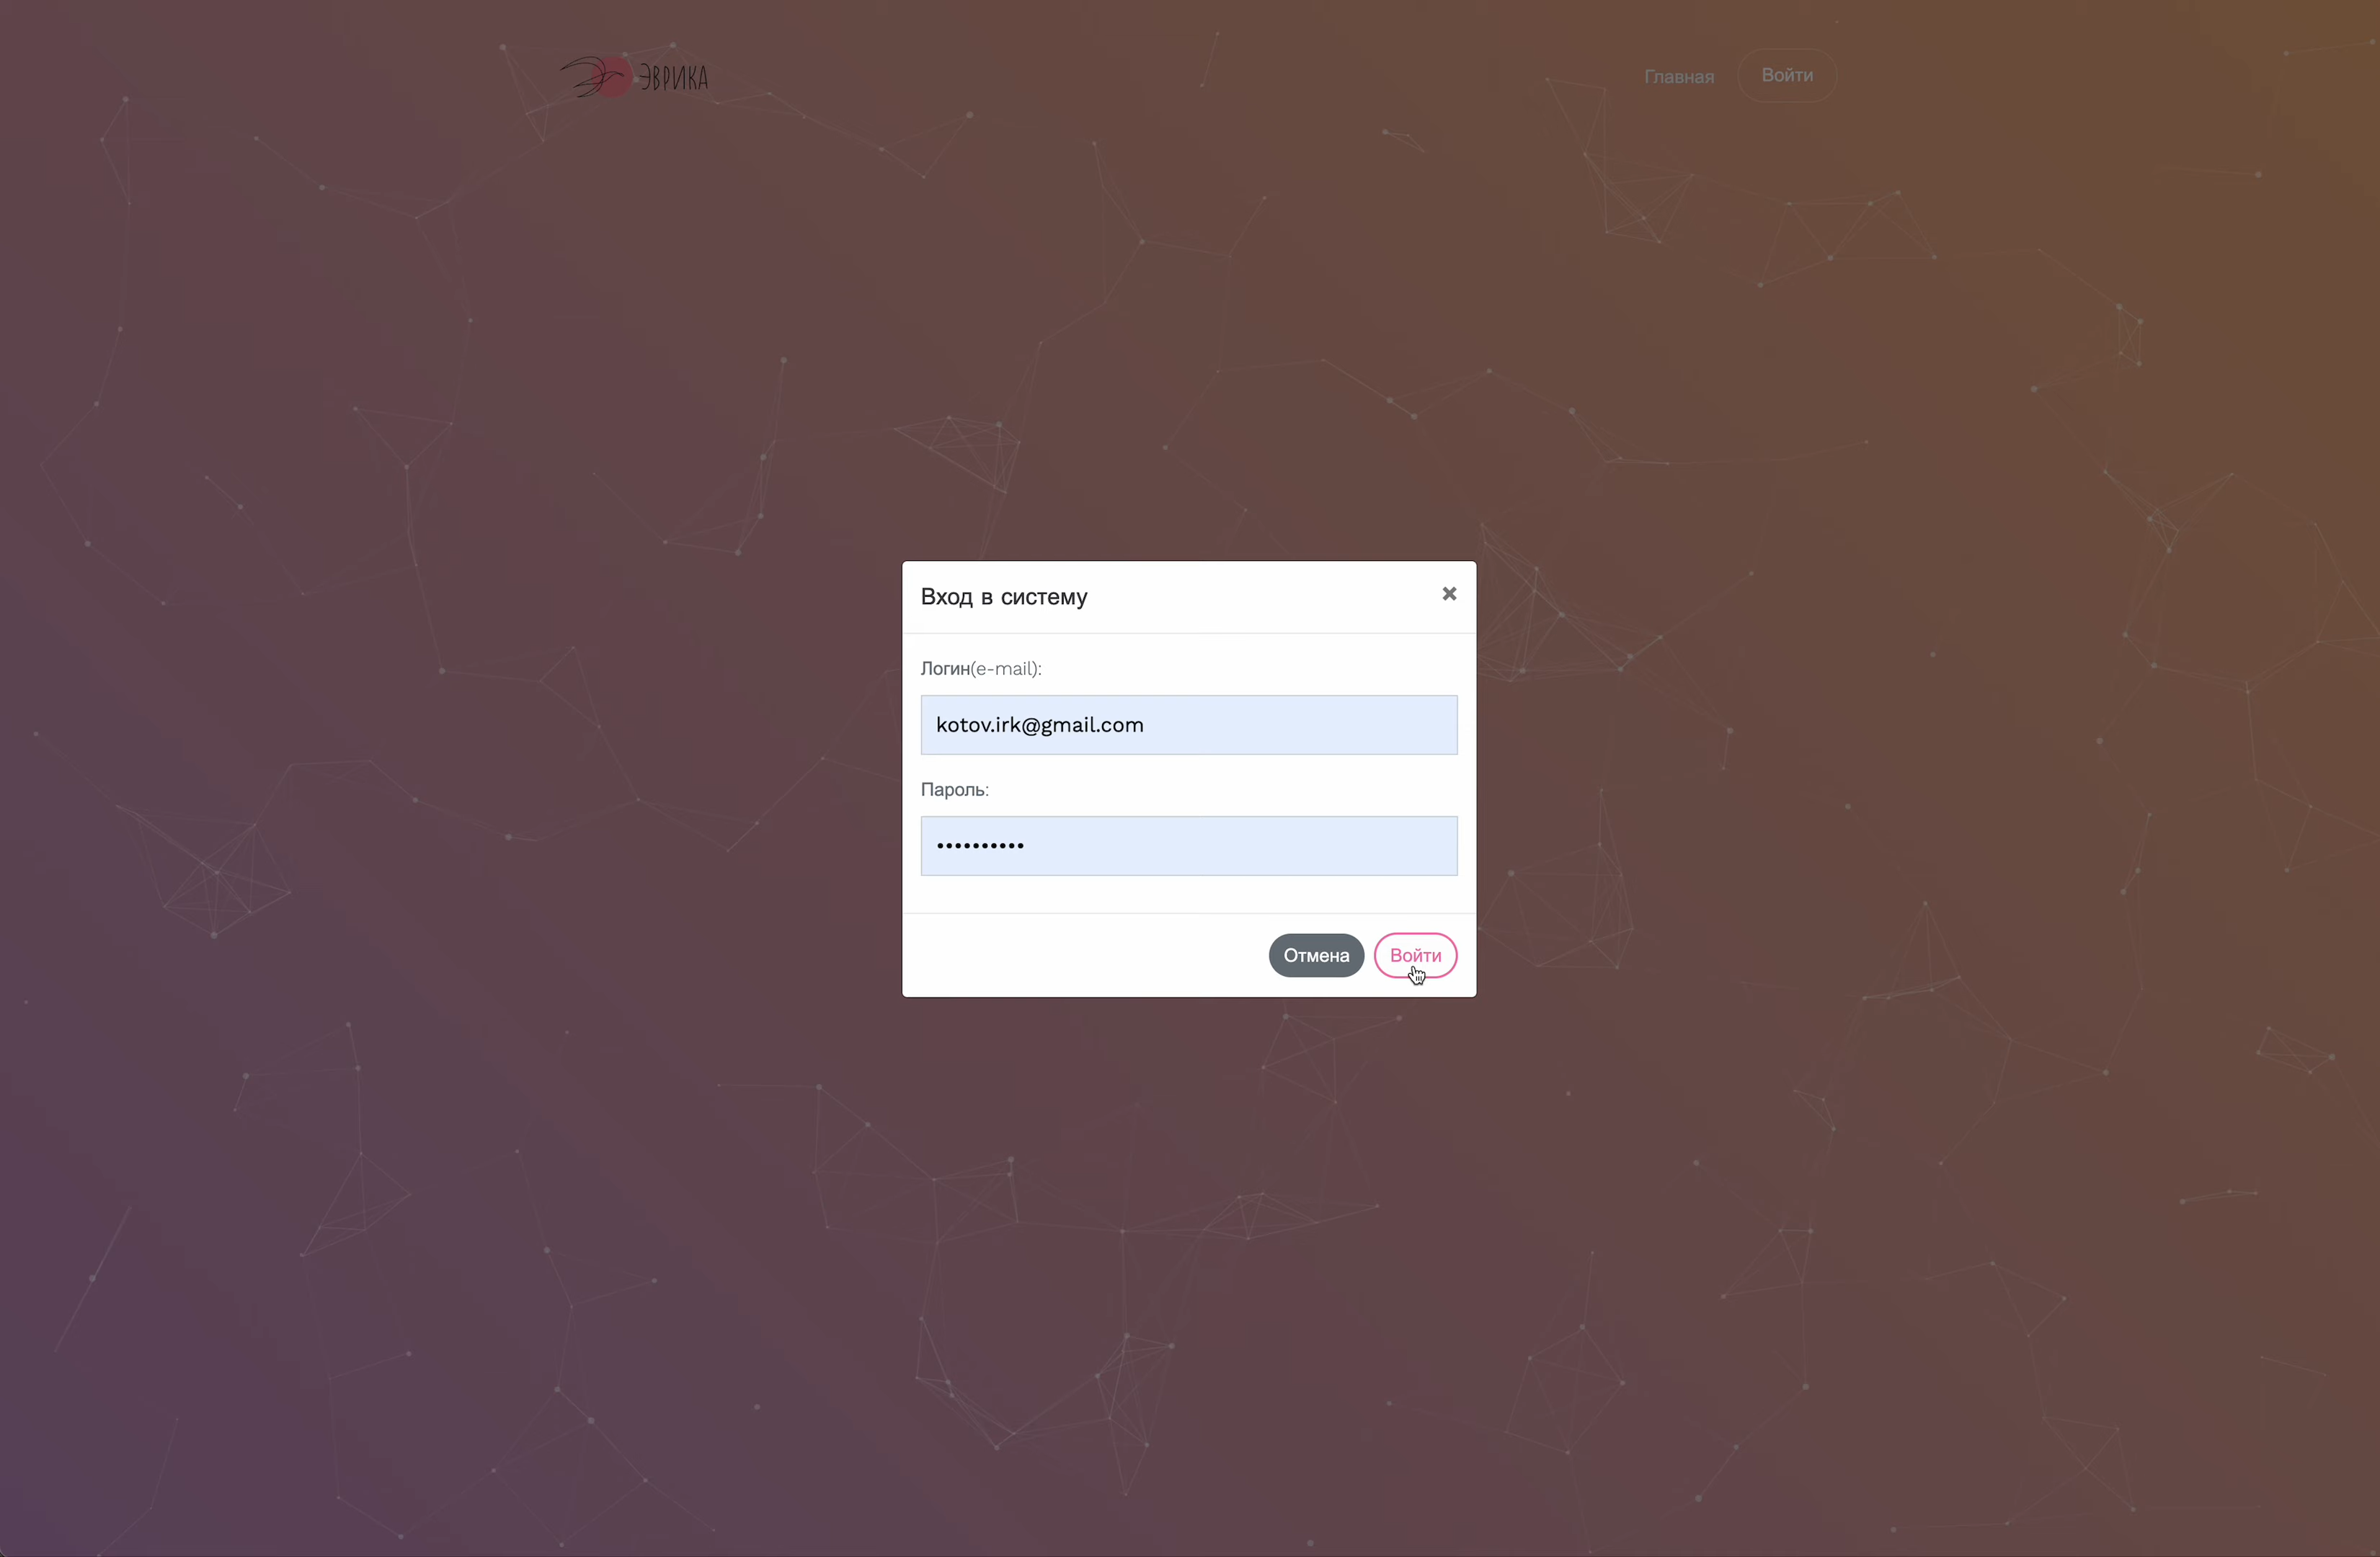 ЭВРИКА
Главная
Войти
Вход в систему
Логин(e-mail):
kotov.irk@gmail.com
Пароль:
••••••••••
Отмена
Войти